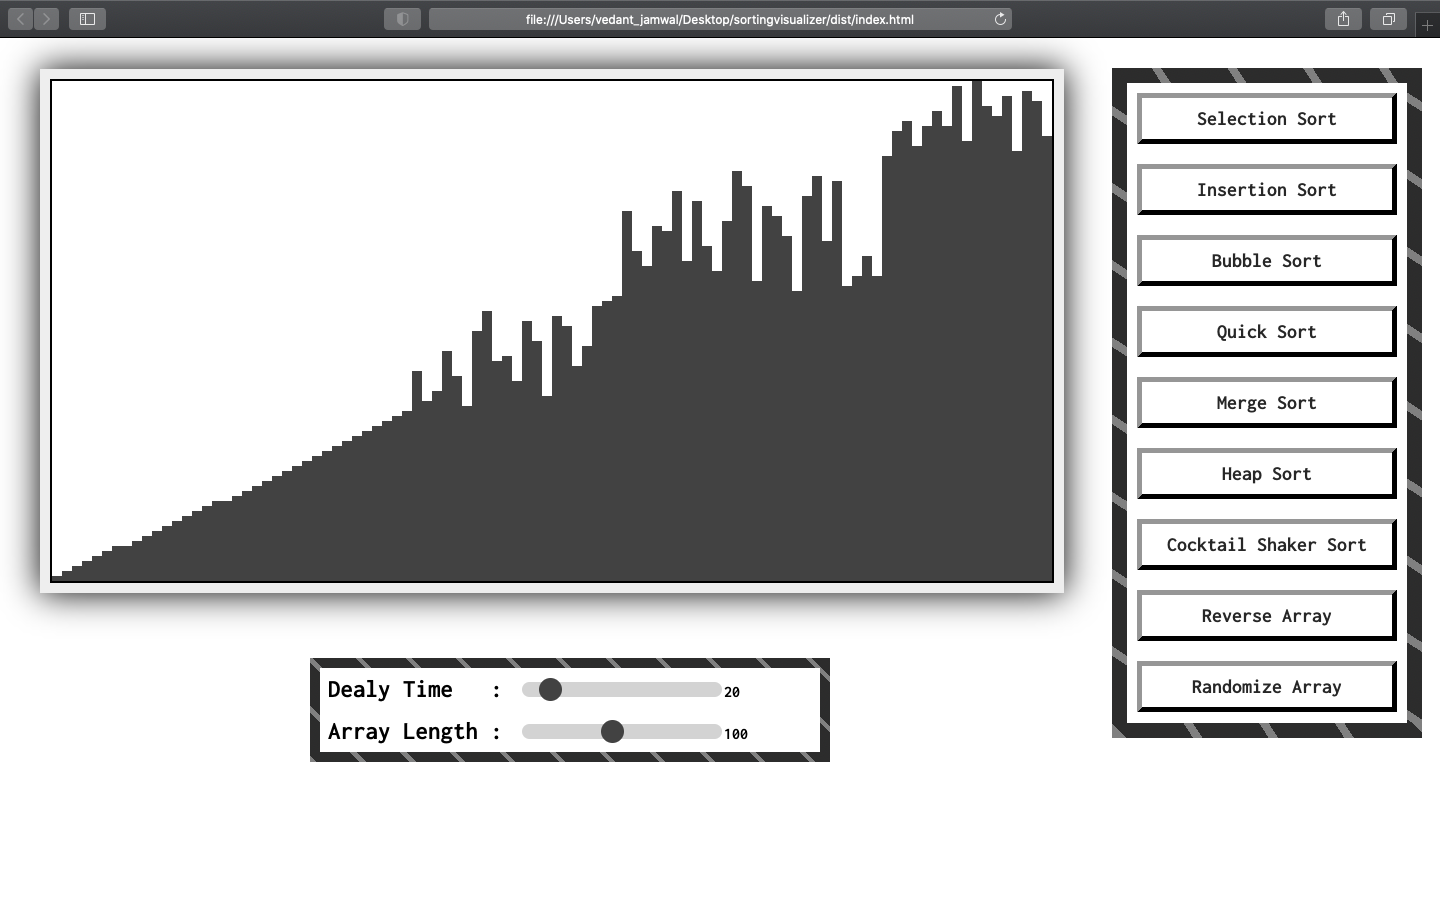 file:///Users/vedant_jamwal/Desktop/sortingvisualizer/dist/index.html
Selection Sort
Insertion Sort
Bubble Sort
Quick Sort
Merge Sort
Heap Sort
Cocktail Shaker Sort
Reverse Array
Randomize Array
Dealy Time : 20
Array Length : 100